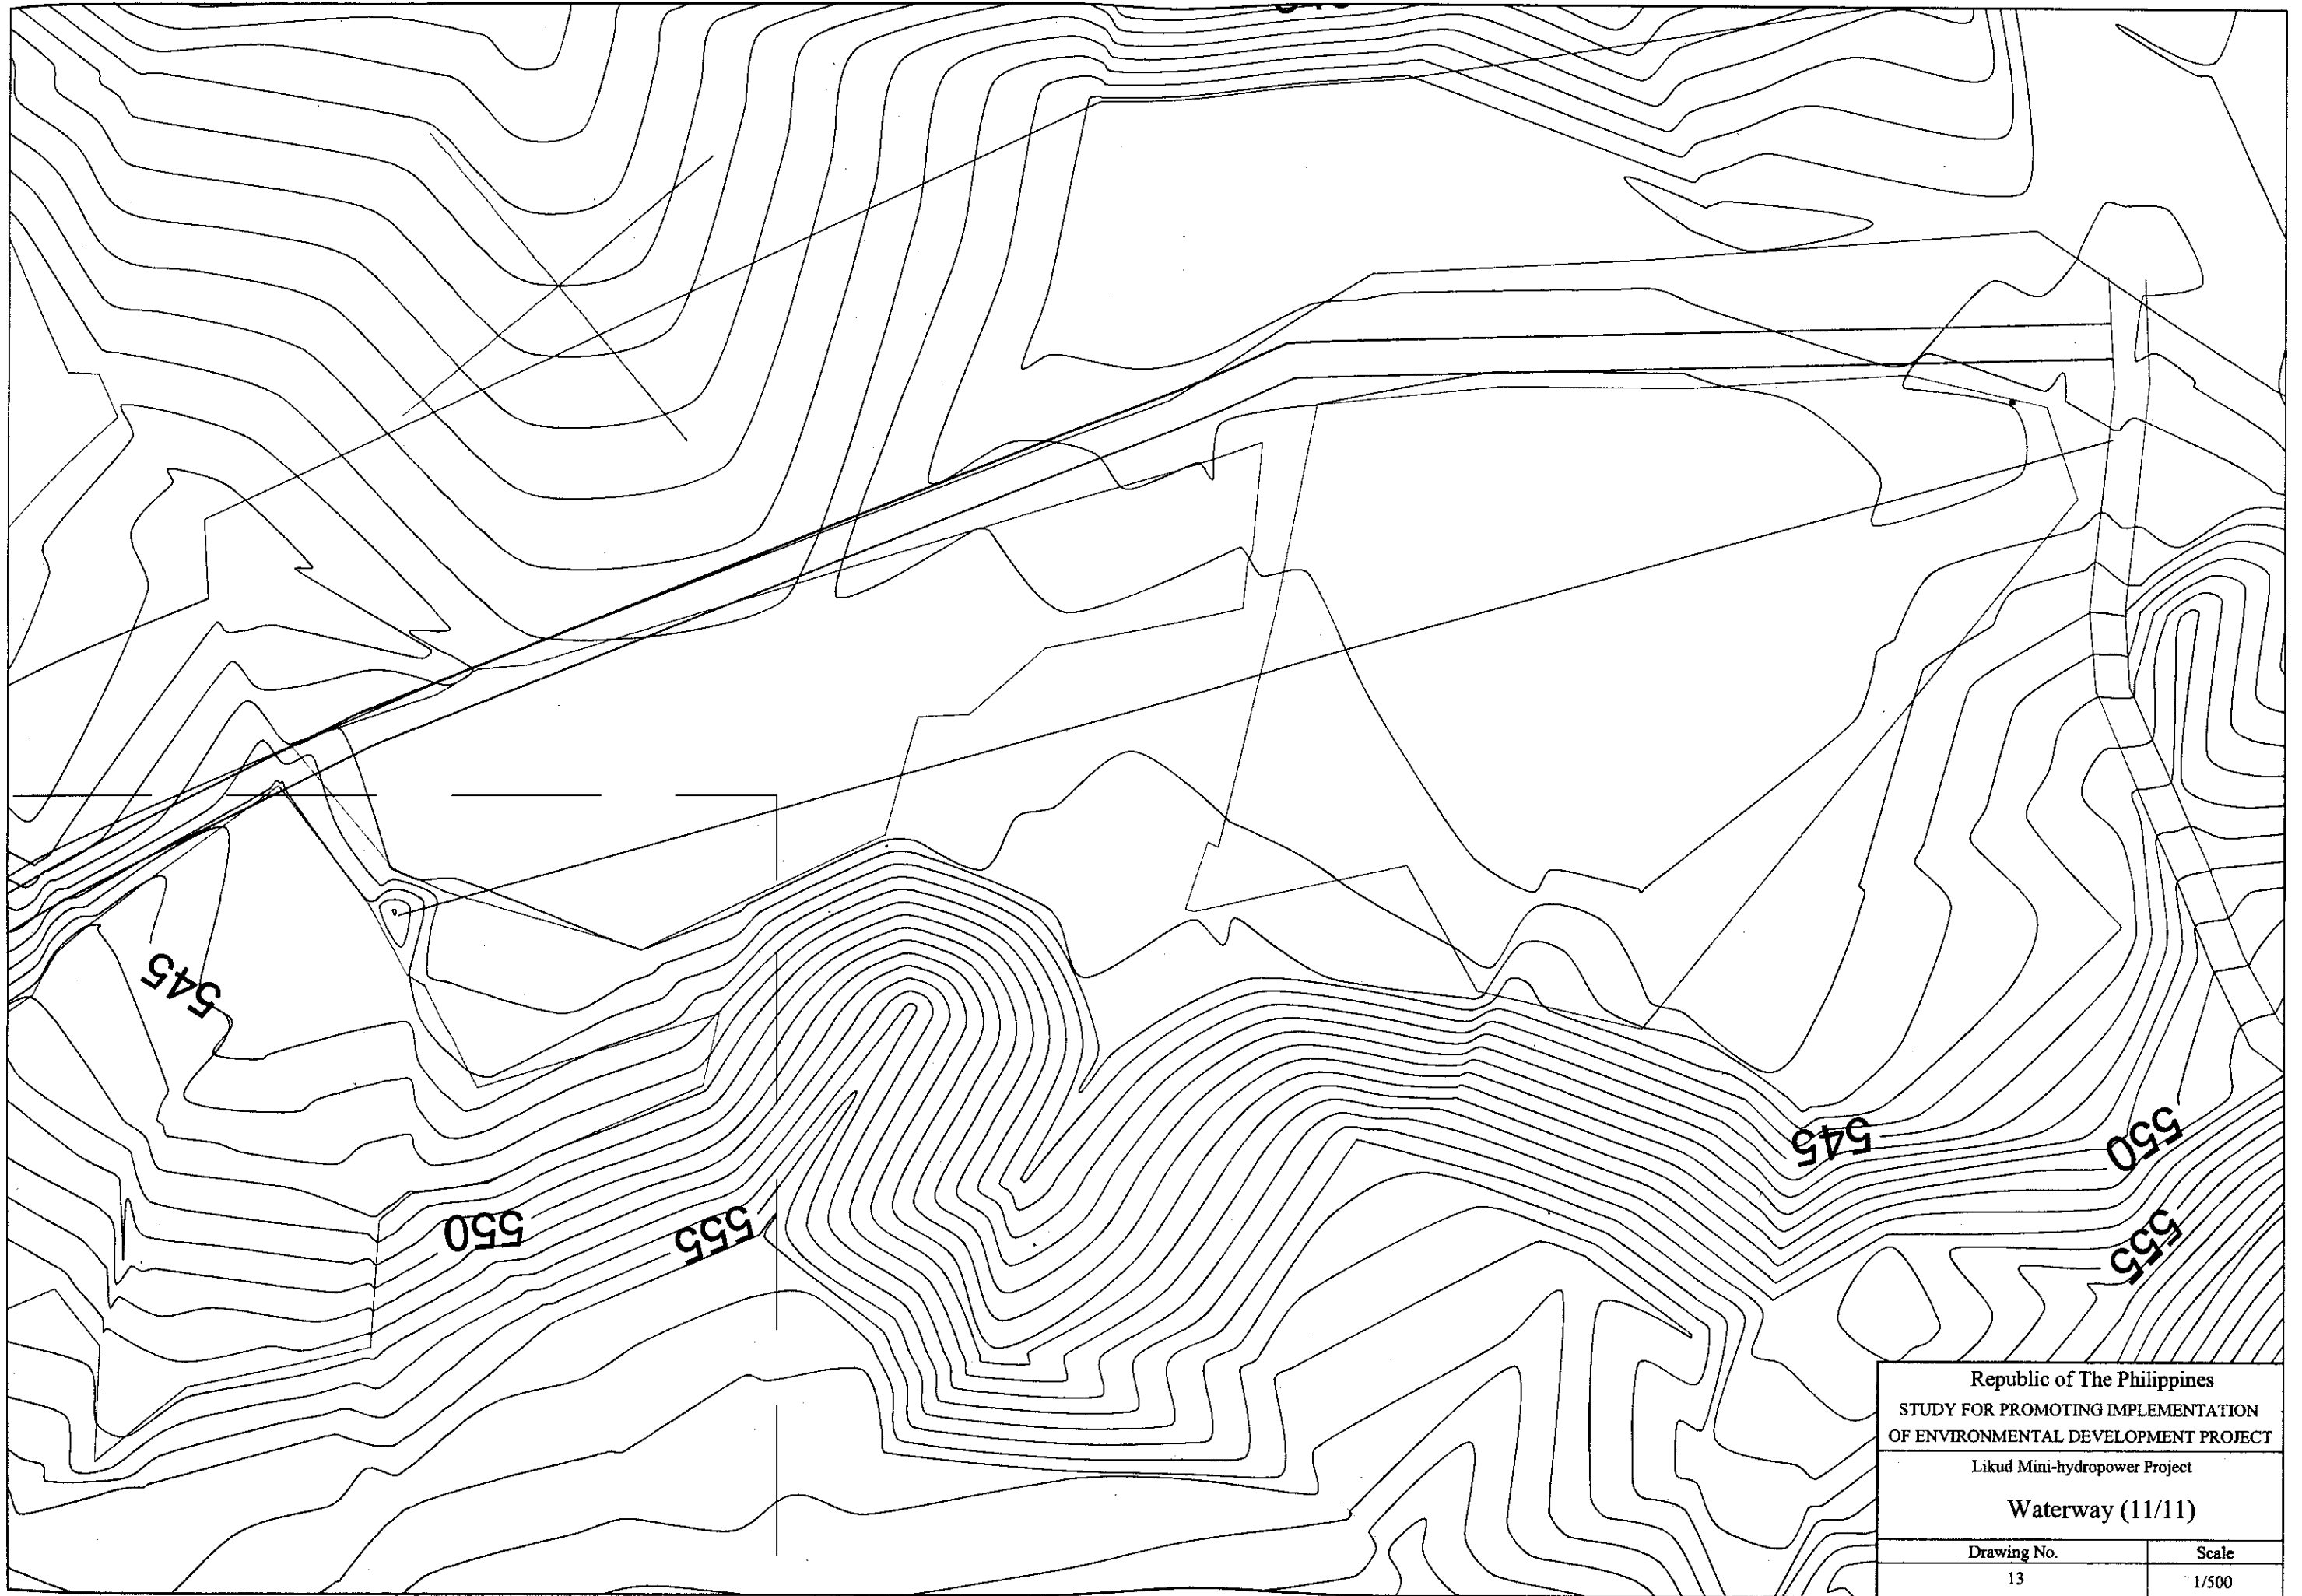 545
550
555
545
550
555
Republic of The Philippines
STUDY FOR PROMOTING IMPLEMENTATION
OF ENVIRONMENTAL DEVELOPMENT PROJECT
Likud Mini-hydropower Project
Waterway (11/11)
Drawing No. Scale
13 1/500